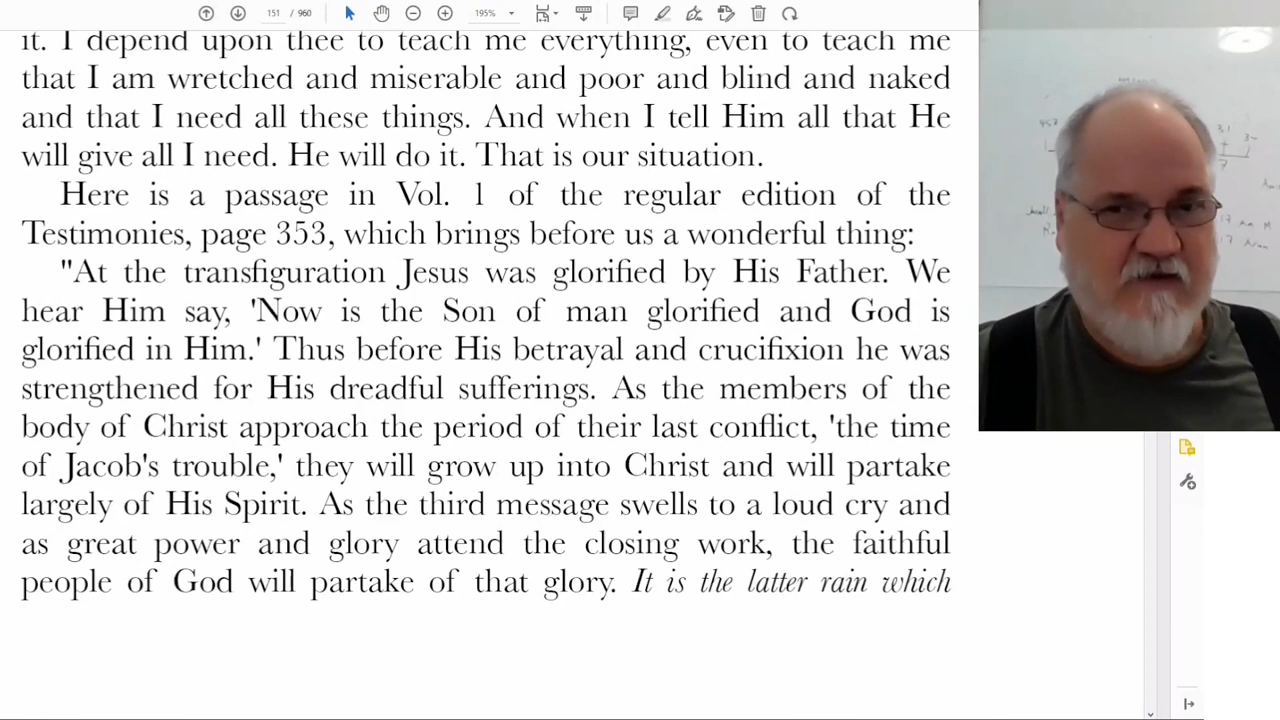 151 / 960
195%
it. I depend upon thee to teach me everything, even to teach me
that I am wretched and miserable and poor and blind and naked
and that I need all these things. And when I tell Him all that He
will give all I need. He will do it. That is our situation.
Here is a passage in Vol. 1 of the regular edition of the
Testimonies, page 353, which brings before us a wonderful thing:
"At the transfiguration Jesus was glorified by His Father. We
hear Him say, 'Now is the Son of man glorified and God is
glorified in Him.' Thus before His betrayal and crucifixion he was
strengthened for His dreadful sufferings. As the members of the
body of Christ approach the period of their last conflict, 'the time
of Jacob's trouble,' they will grow up into Christ and will partake
largely of His Spirit. As the third message swells to a loud cry and
as great power and glory attend the closing work, the faithful
people of God will partake of that glory. It is the latter rain which